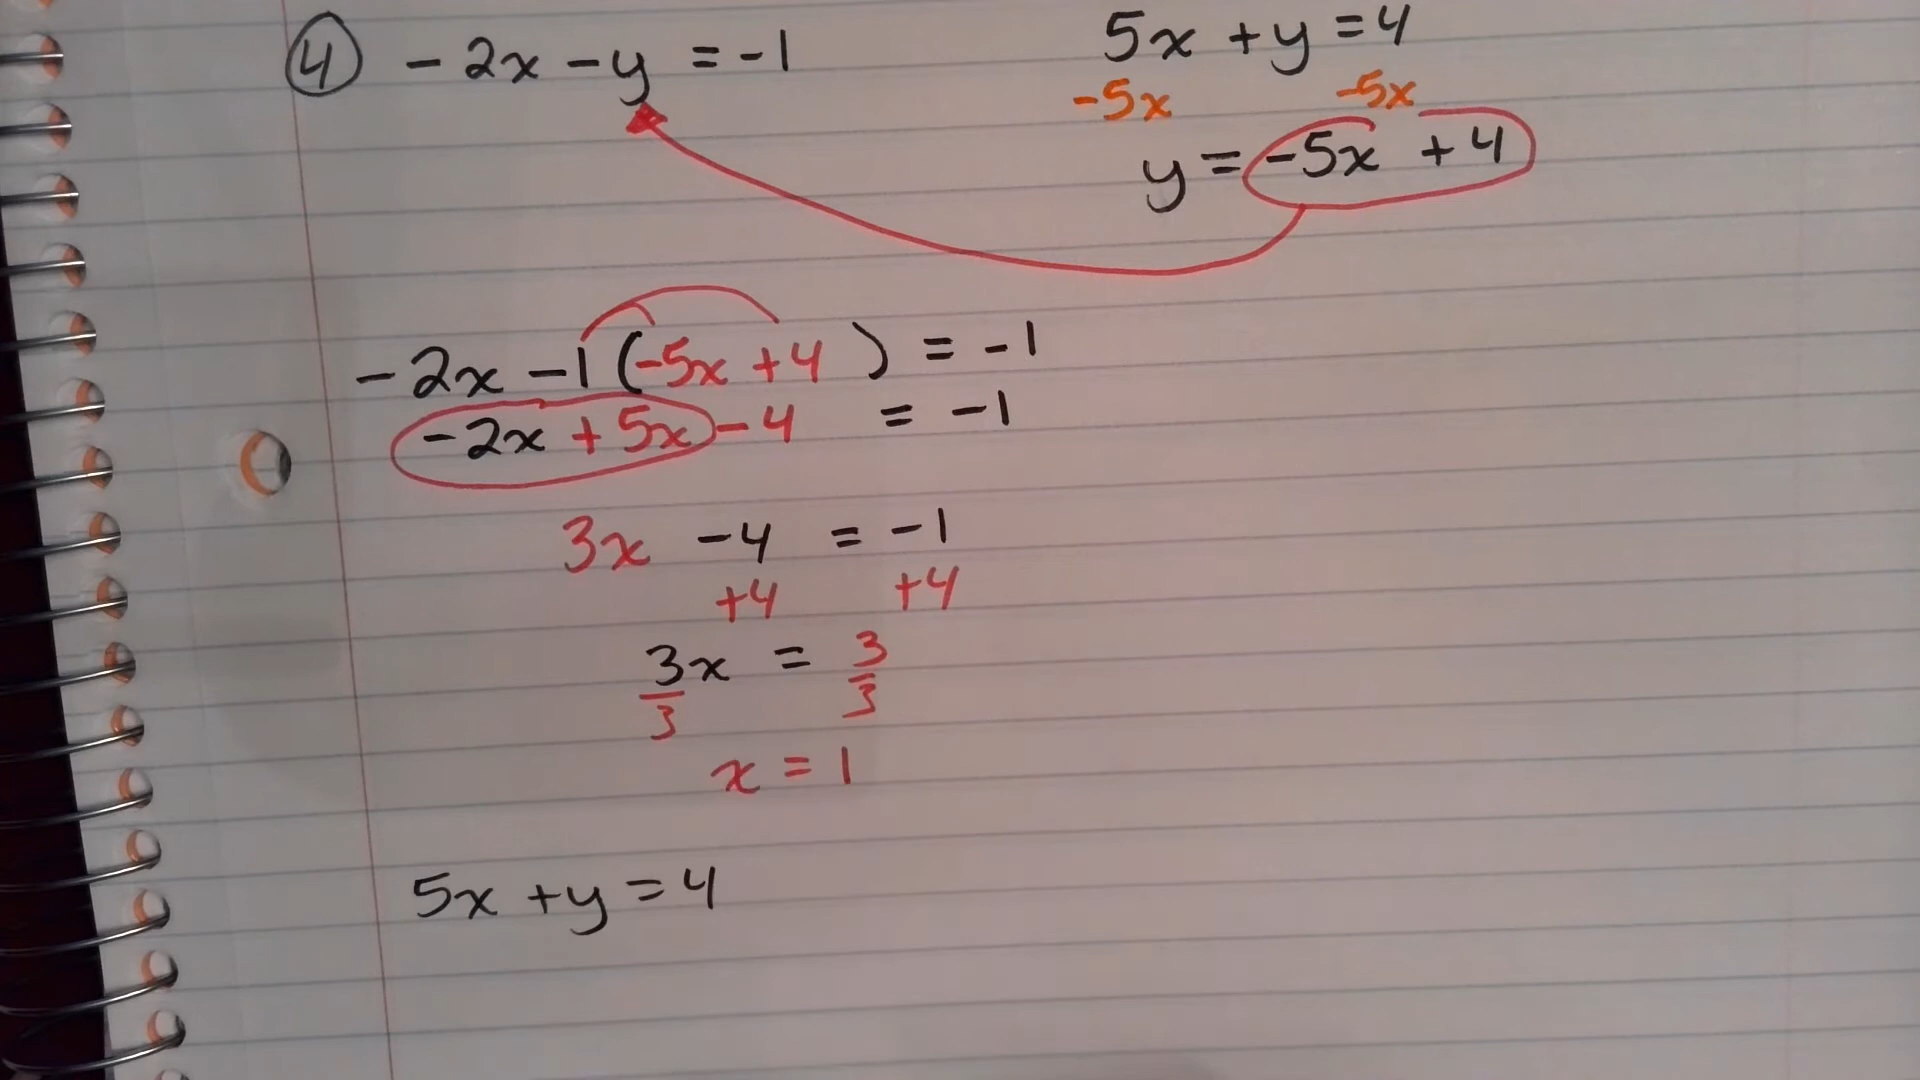 ④ -2x - y = -1    5x + y = 4
-5x    -5x
y = -5x + 4
-2x - 1(-5x + 4) = -1
-2x + 5x - 4 = -1
3x - 4 = -1
+4    +4
3x = 3
3    3
x = 1
5x + y = 4